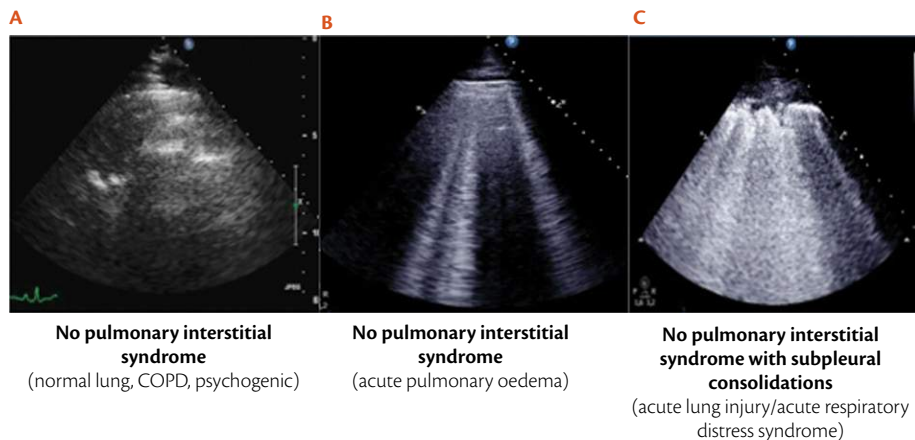 A
B
C
JPEG
No pulmonary interstitial
syndrome
(normal lung, COPD, psychogenic)
No pulmonary interstitial
syndrome
(acute pulmonary oedema)
No pulmonary interstitial
syndrome with subpleural
consolidations
(acute lung injury/acute respiratory
distress syndrome)